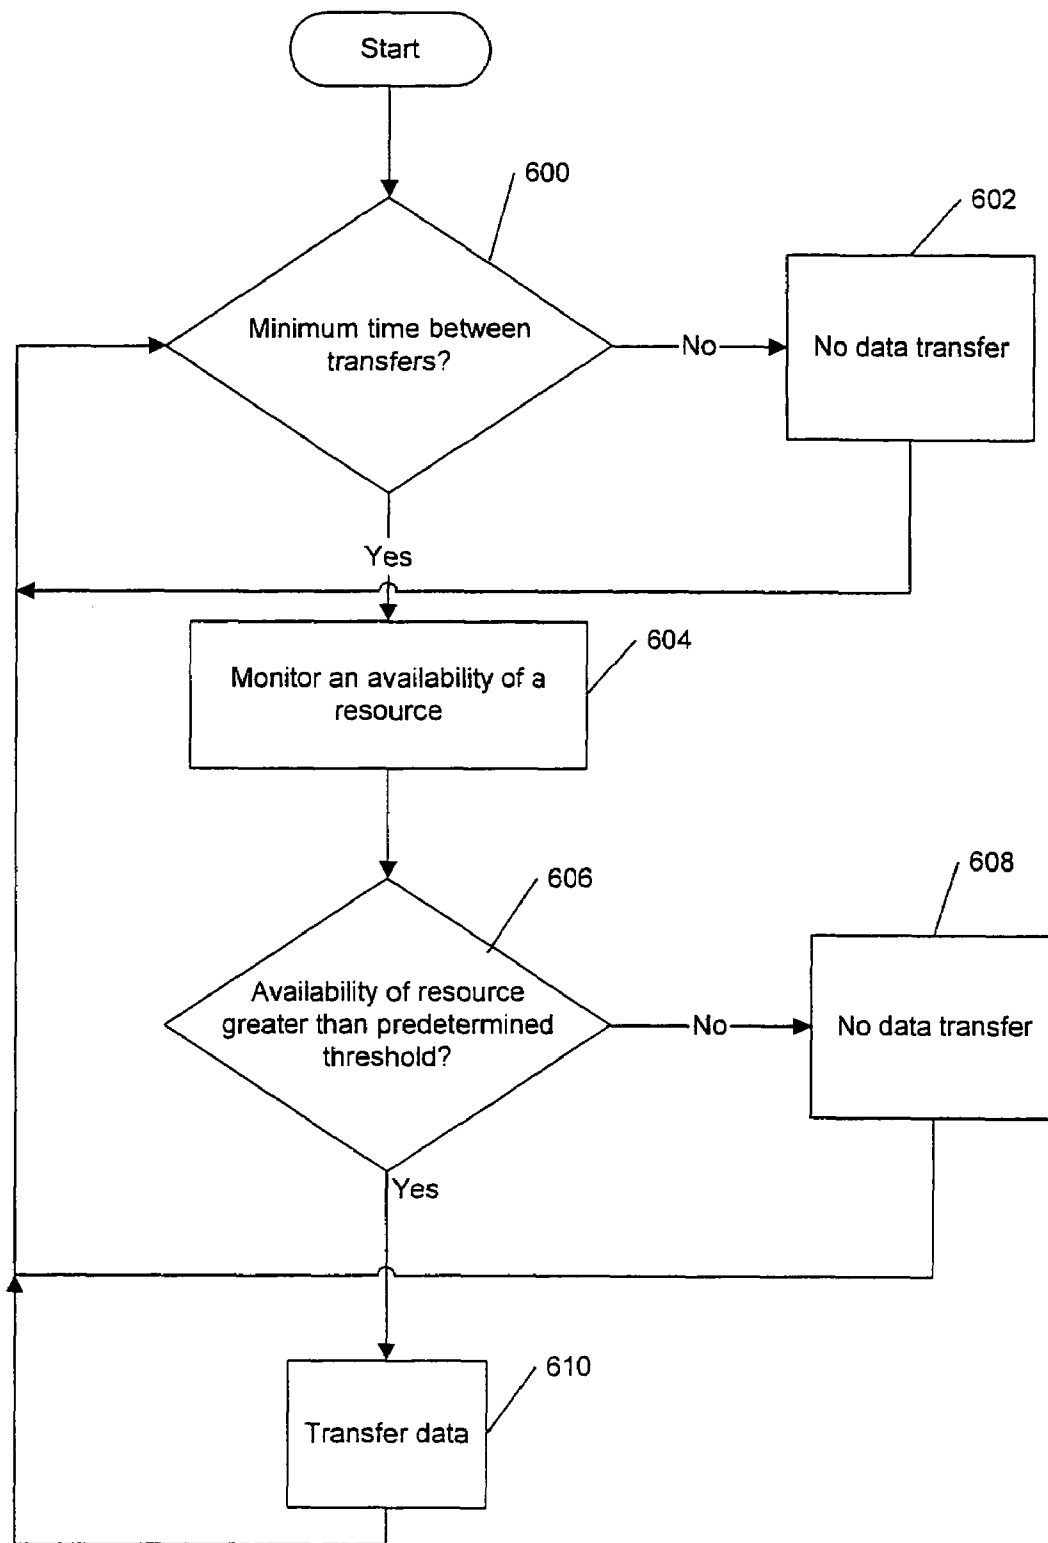 Start
600
602
Minimum time between
transfers?
No
No data transfer
Yes
604
Monitor an availability of a
resource
606
608
Availability of resource
greater than predetermined
threshold?
No
No data transfer
Yes
610
Transfer data